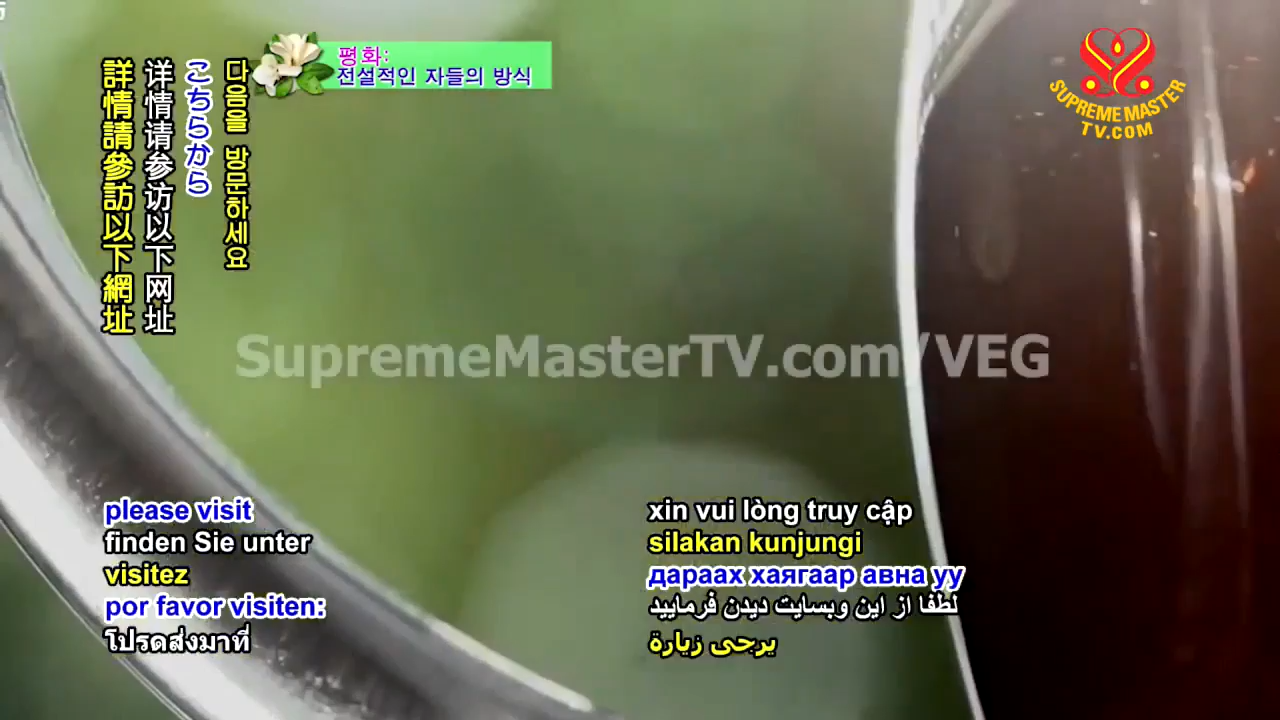 평화:
전설적인 자들의 방식
SUPREME MASTER
TV.COM
詳情請參訪以下網址
详情请参访以下网址
こちらから
다음을 방문하세요
SupremeMasterTV.com/VEG
please visit
finden Sie unter
visitez
por favor visiten:
โปรดส่งมาที่
xin vui lòng truy cập
silakan kunjungi
дараах хаягаар авна уу
لطفا از این وبسایت دیدن فرمایید
يرجى زيارة